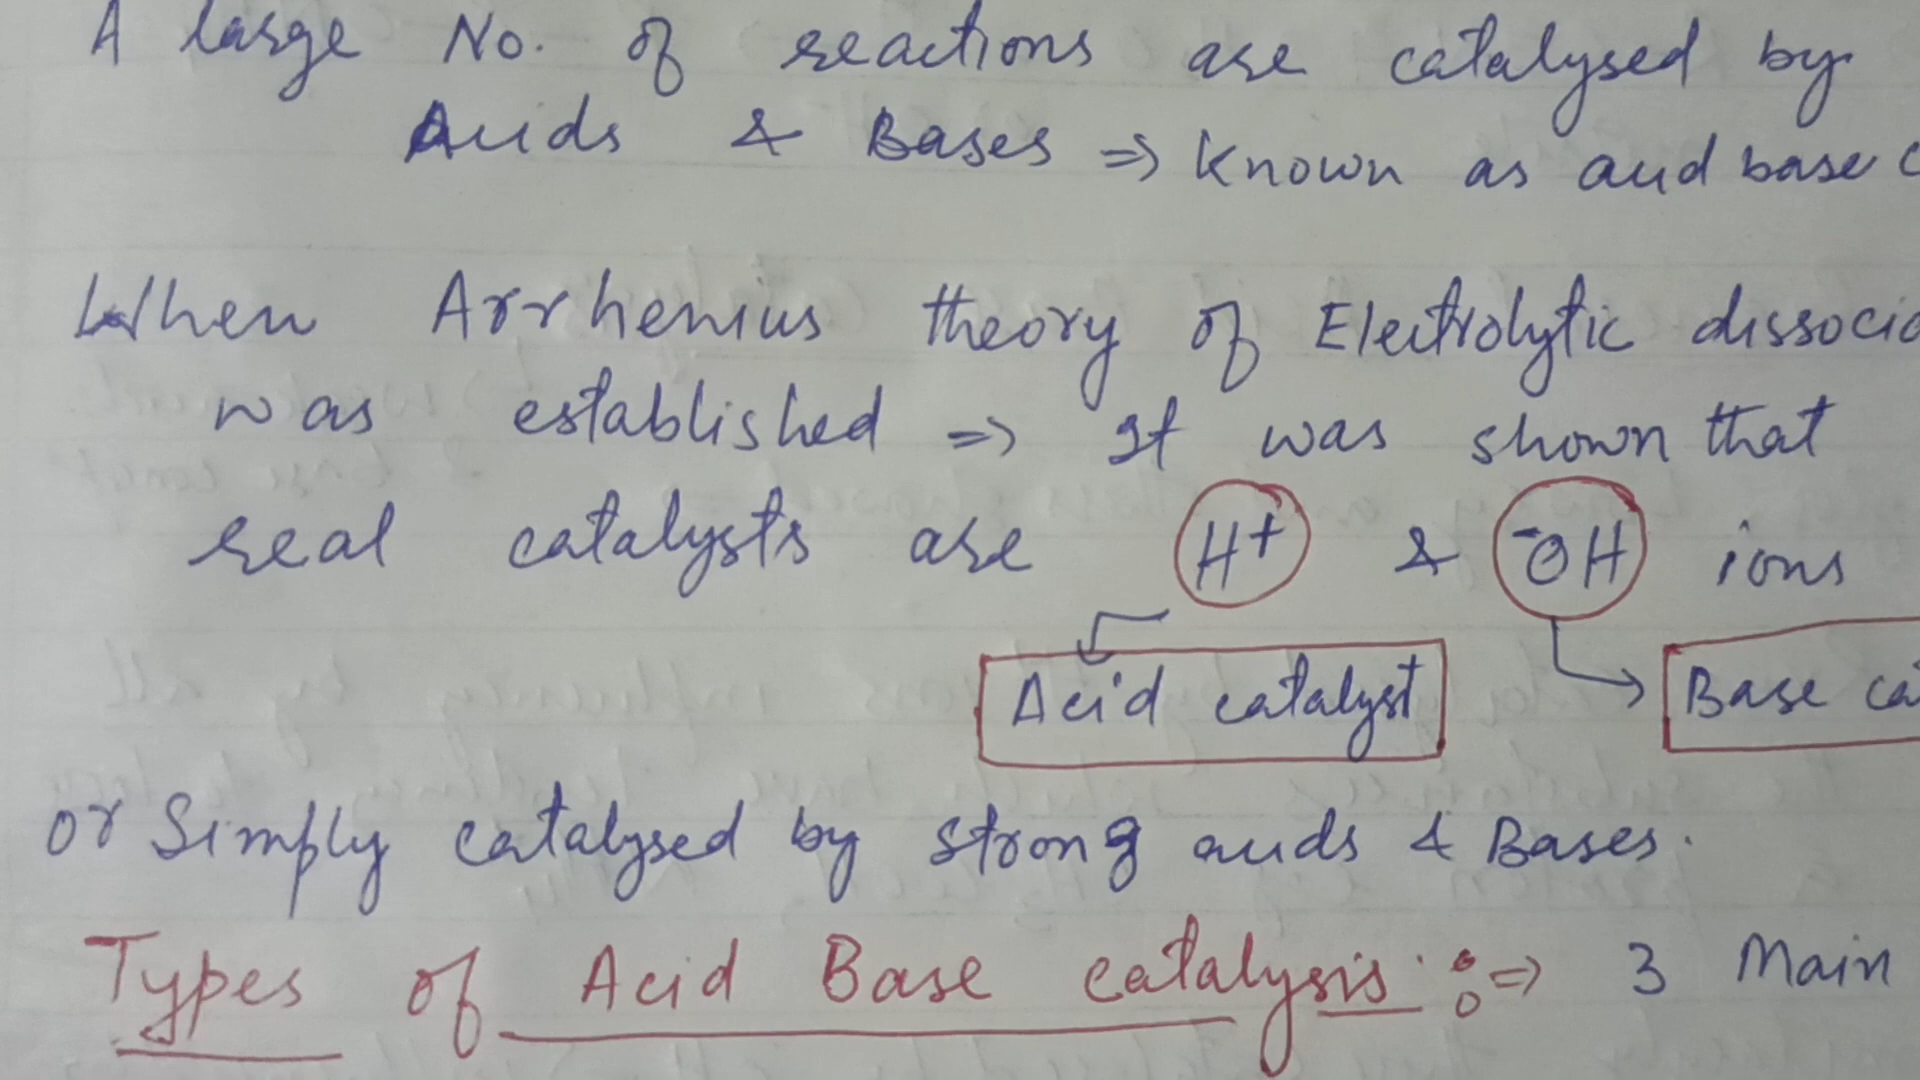 A large No. of reactions are catalysed by
Acids & Bases ⇒ Known as acid base c
When Arrhenius theory of Electrolytic dissocia
was established ⇒ It was shown that
real catalysts are H+ & -OH ions
Acid catalyst Base ca
or Simply catalysed by strong acids & Bases.
Types of Acid Base catalysis :⇒ 3 Main